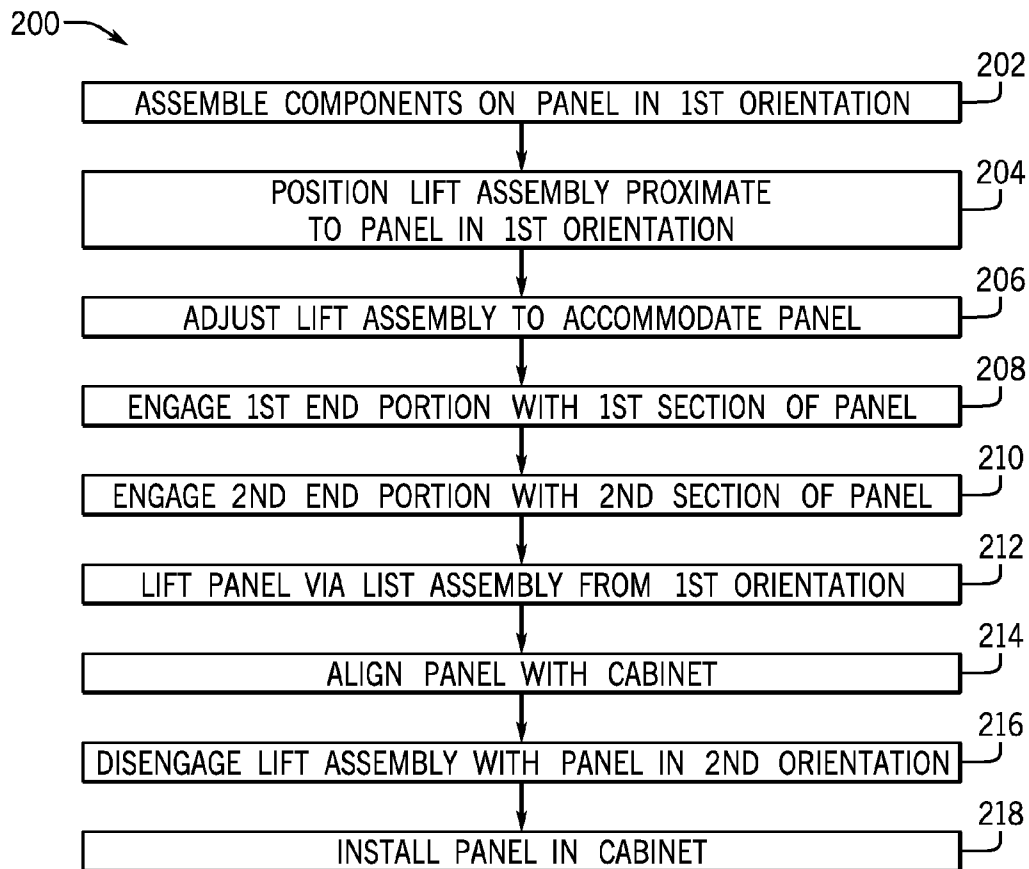 200
202
ASSEMBLE COMPONENTS ON PANEL IN 1ST ORIENTATION
204
POSITION LIFT ASSEMBLY PROXIMATE
TO PANEL IN 1ST ORIENTATION
206
ADJUST LIFT ASSEMBLY TO ACCOMMODATE PANEL
208
ENGAGE 1ST END PORTION WITH 1ST SECTION OF PANEL
210
ENGAGE 2ND END PORTION WITH 2ND SECTION OF PANEL
212
LIFT PANEL VIA LIST ASSEMBLY FROM 1ST ORIENTATION
214
ALIGN PANEL WITH CABINET
216
DISENGAGE LIFT ASSEMBLY WITH PANEL IN 2ND ORIENTATION
218
INSTALL PANEL IN CABINET